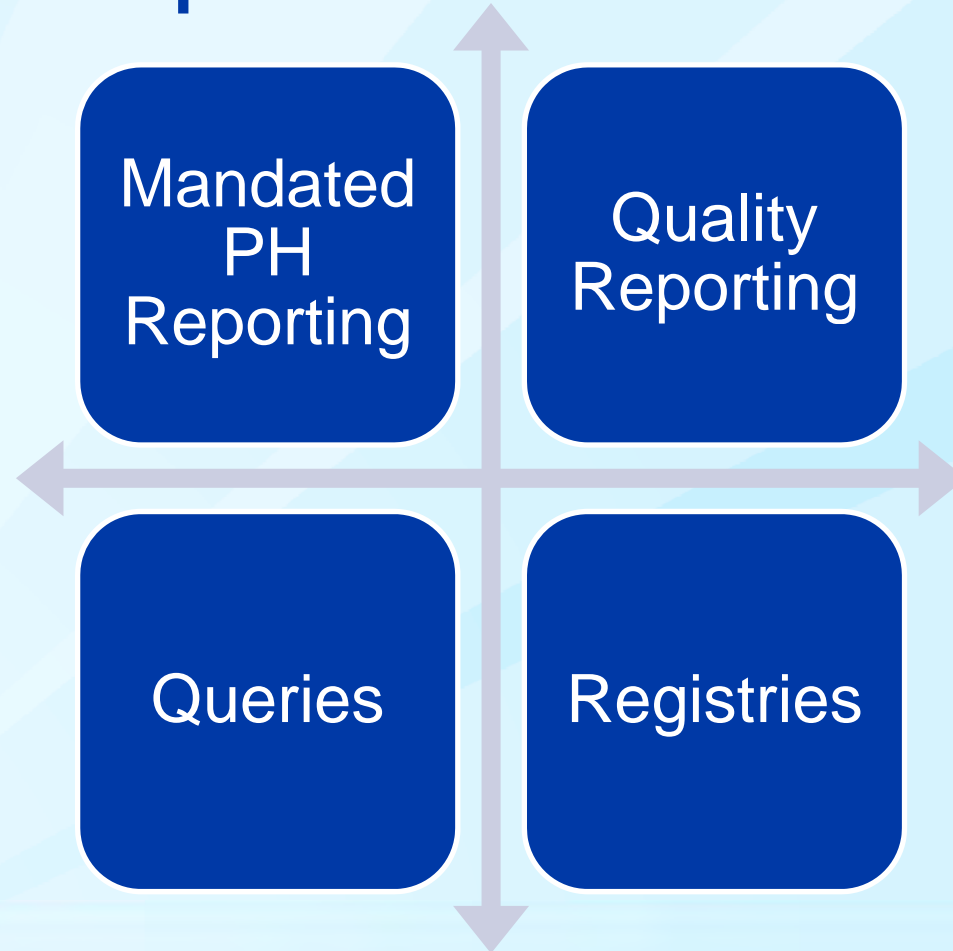 Mandated
PH
Reporting
Quality
Reporting
Queries
Registries